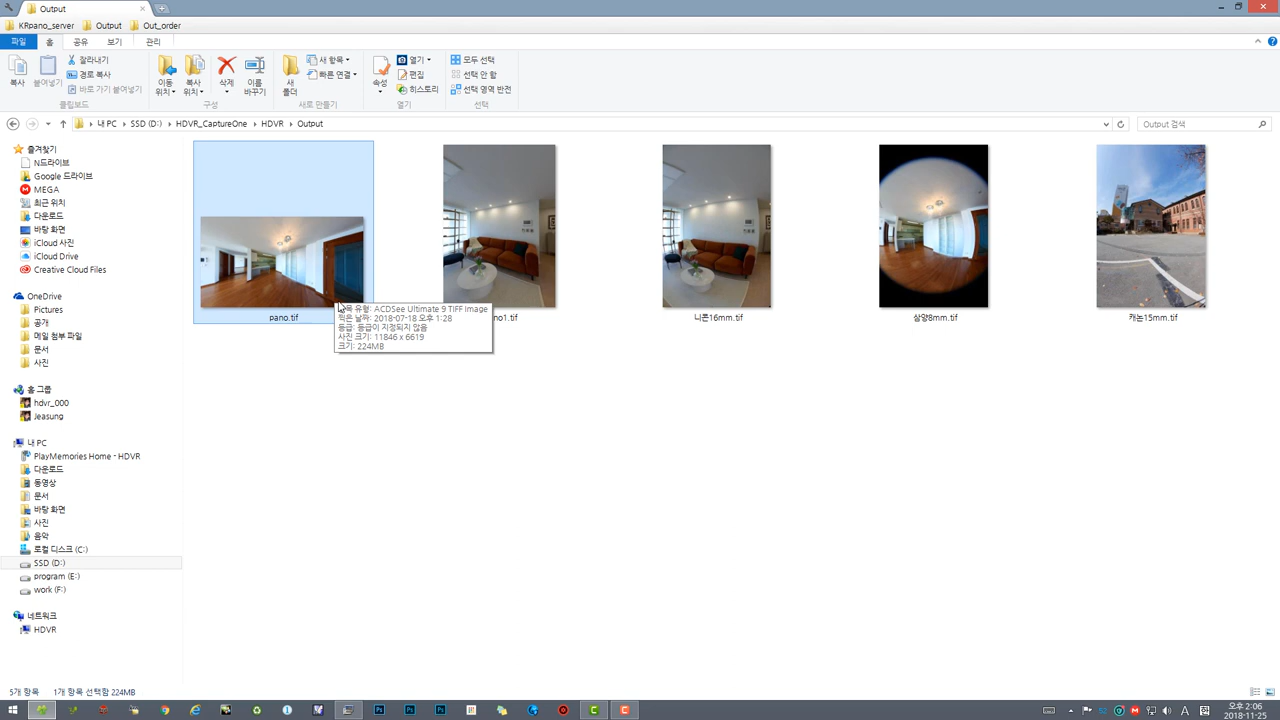 Output
KRpano_server
Output
Out_order
파일
홈
공유
보기
관리
복사
붙여넣기
잘라내기
경로 복사
바로 가기 붙여넣기
클립보드
이동
위치
복사
위치
삭제
이름
바꾸기
구성
새
폴더
새 항목
빠른 연결
새로 만들기
속성
열기
편집
히스토리
열기
모두 선택
선택 안 함
선택 영역 반전
선택
내 PC
SSD (D:)
HDVR_CaptureOne
HDVR
Output
Output 검색
즐겨찾기
N드라이브
Google 드라이브
MEGA
최근 위치
다운로드
바탕 화면
iCloud 사진
iCloud Drive
Creative Cloud Files
OneDrive
Pictures
공개
메일 첨부 파일
문서
사진
홈 그룹
hdvr_000
Jeasung
내 PC
PlayMemories Home - HDVR
다운로드
동영상
문서
바탕 화면
사진
음악
로컬 디스크 (C:)
SSD (D:)
program (E:)
work (F:)
네트워크
HDVR
pano.tif
no1.tif
니콘16mm.tif
삼양8mm.tif
캐논15mm.tif
유형: ACDSee Ultimate 9 TIFF Image
찍은 날짜: 2018-07-18 오후 1:28
등급: 등급이 지정되지 않음
사진 크기: 11846 x 6619
크기: 224MB
5개 항목
1개 항목 선택함 224MB
A
오후 2:06
2018-11-25